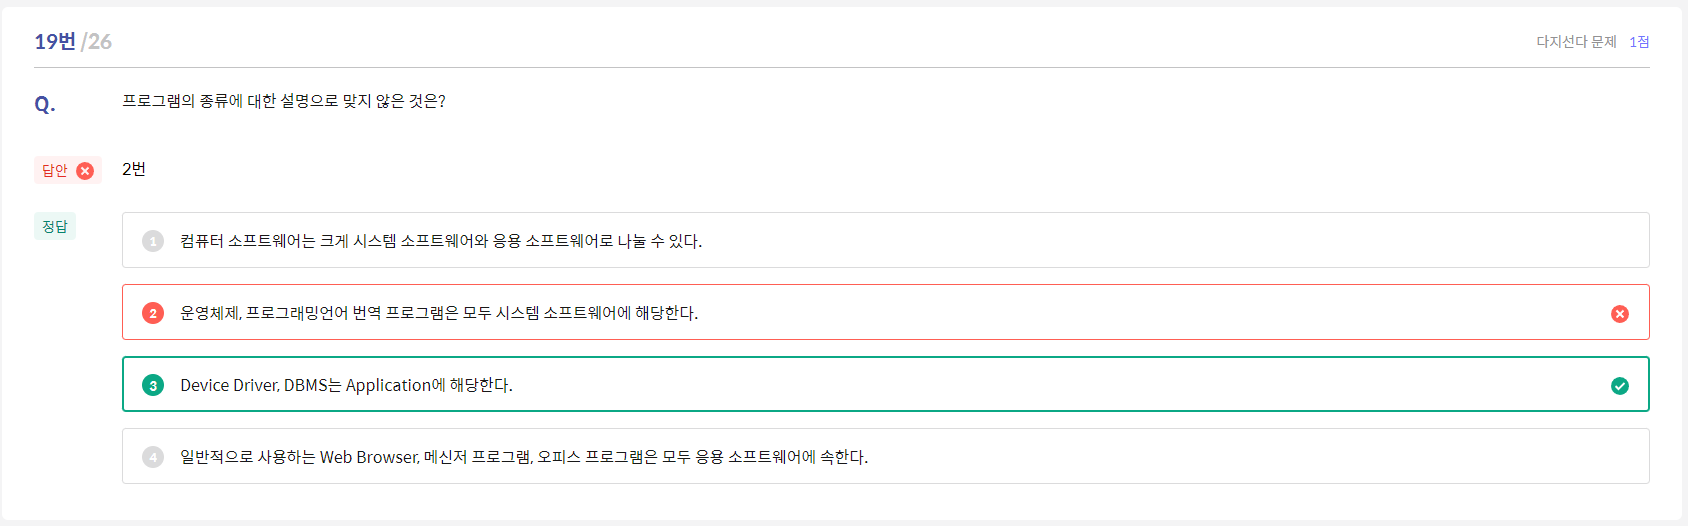 19번 /26
다지선다 문제 1점
Q. 프로그램의 종류에 대한 설명으로 맞지 않은 것은?
답안 2번
정답
1 컴퓨터 소프트웨어는 크게 시스템 소프트웨어와 응용 소프트웨어로 나눌 수 있다.
2 운영체제, 프로그래밍언어 번역 프로그램은 모두 시스템 소프트웨어에 해당한다.
3 Device Driver, DBMS는 Application에 해당한다.
4 일반적으로 사용하는 Web Browser, 메신저 프로그램, 오피스 프로그램은 모두 응용 소프트웨어에 속한다.